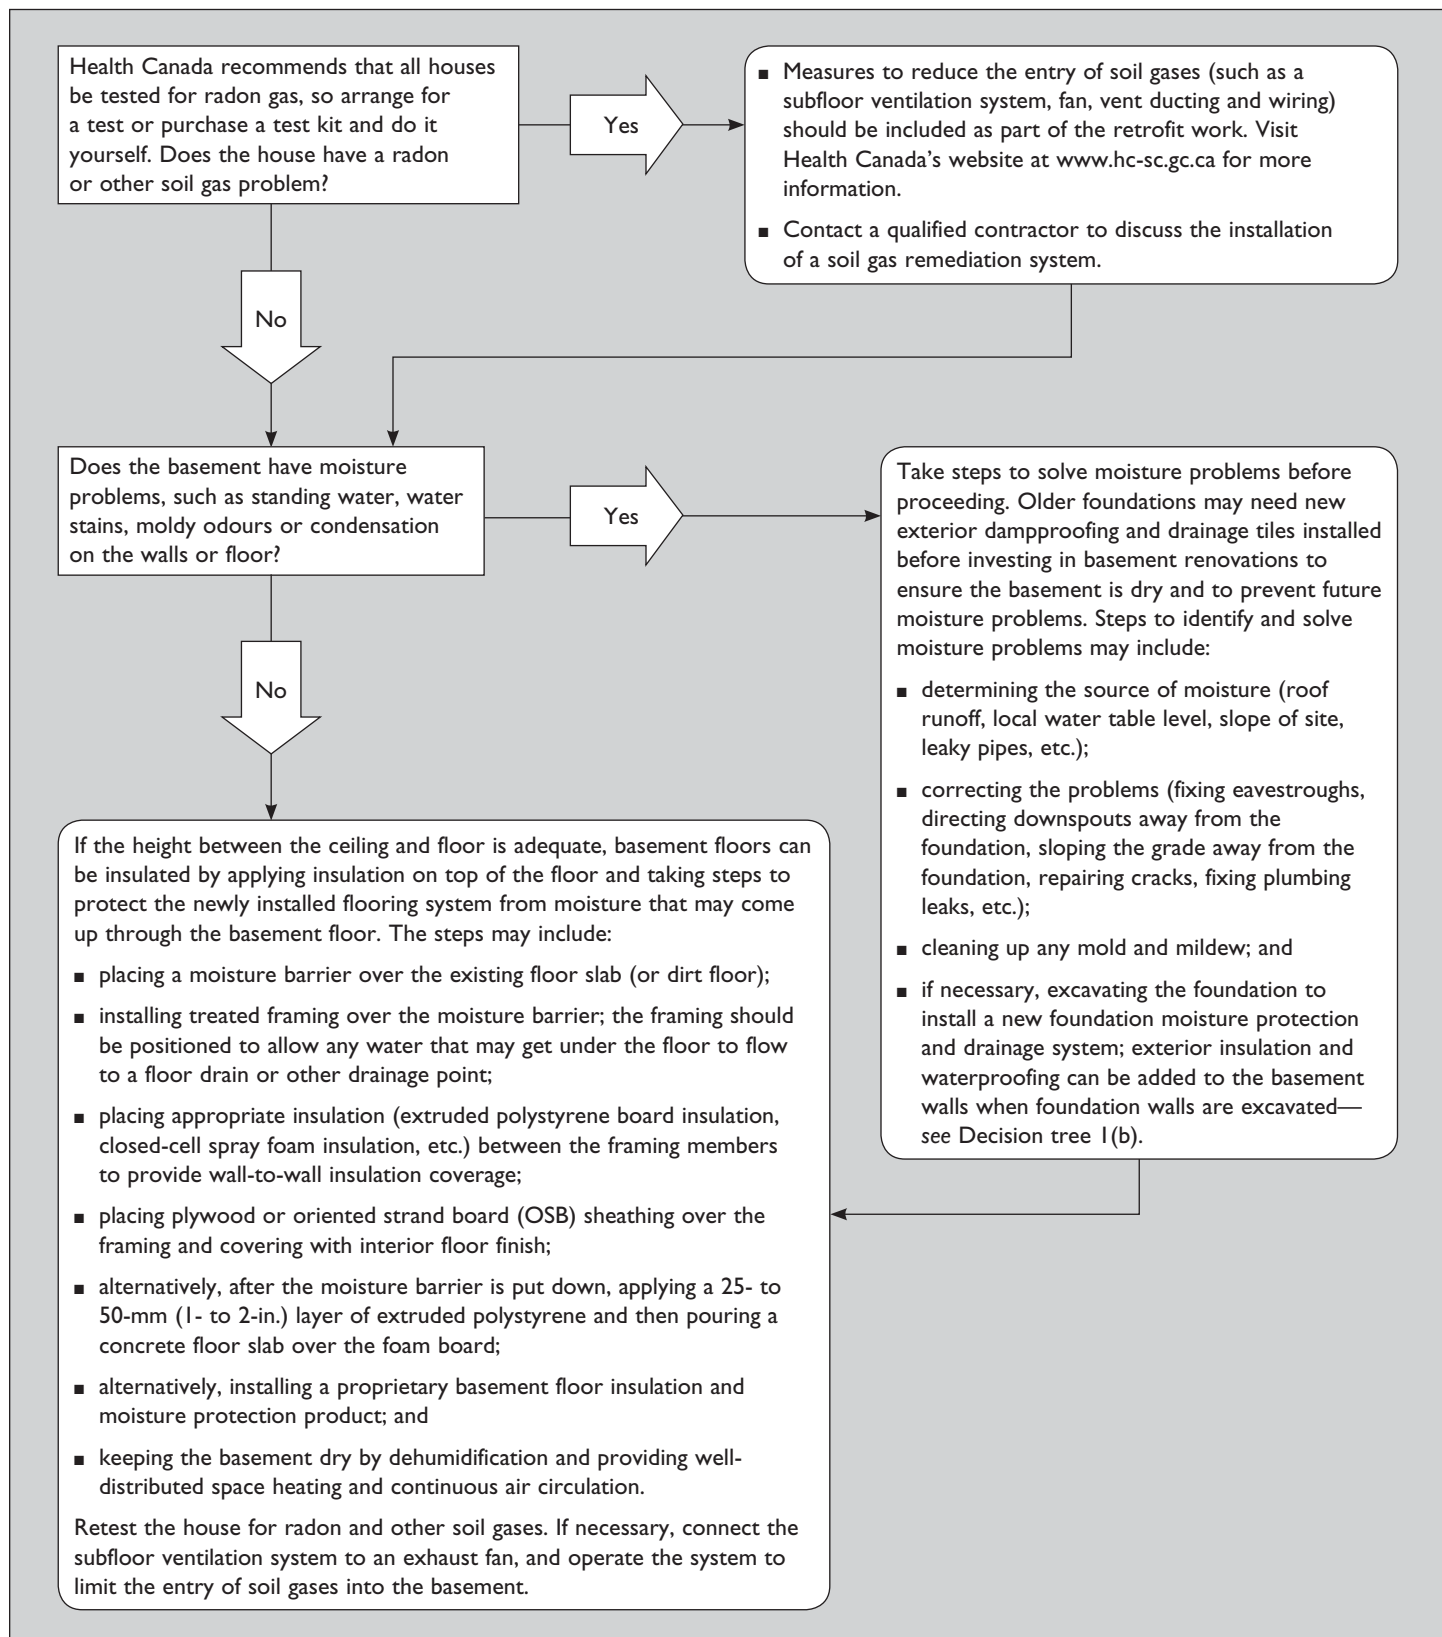 Health Canada recommends that all houses
be tested for radon gas, so arrange for
a test or purchase a test kit and do it
yourself. Does the house have a radon
or other soil gas problem?
Yes
■ Measures to reduce the entry of soil gases (such as a
subfloor ventilation system, fan, vent ducting and wiring)
should be included as part of the retrofit work. Visit
Health Canada's website at www.hc-sc.gc.ca for more
information.
■ Contact a qualified contractor to discuss the installation
of a soil gas remediation system.
No
Does the basement have moisture
problems, such as standing water, water
stains, moldy odours or condensation
on the walls or floor?
Yes
Take steps to solve moisture problems before
proceeding. Older foundations may need new
exterior dampproofing and drainage tiles installed
before investing in basement renovations to
ensure the basement is dry and to prevent future
moisture problems. Steps to identify and solve
moisture problems may include:
■ determining the source of moisture (roof
runoff, local water table level, slope of site,
leaky pipes, etc.);
■ correcting the problems (fixing eavestroughs,
directing downspouts away from the
foundation, sloping the grade away from the
foundation, repairing cracks, fixing plumbing
leaks, etc.);
■ cleaning up any mold and mildew; and
■ if necessary, excavating the foundation to
install a new foundation moisture protection
and drainage system; exterior insulation and
waterproofing can be added to the basement
walls when foundation walls are excavated—
see Decision tree 1(b).
No
If the height between the ceiling and floor is adequate, basement floors can
be insulated by applying insulation on top of the floor and taking steps to
protect the newly installed flooring system from moisture that may come
up through the basement floor. The steps may include:
■ placing a moisture barrier over the existing floor slab (or dirt floor);
■ installing treated framing over the moisture barrier; the framing should
be positioned to allow any water that may get under the floor to flow
to a floor drain or other drainage point;
■ placing appropriate insulation (extruded polystyrene board insulation,
closed-cell spray foam insulation, etc.) between the framing members
to provide wall-to-wall insulation coverage;
■ placing plywood or oriented strand board (OSB) sheathing over the
framing and covering with interior floor finish;
■ alternatively, after the moisture barrier is put down, applying a 25- to
50-mm (1- to 2-in.) layer of extruded polystyrene and then pouring a
concrete floor slab over the foam board;
■ alternatively, installing a proprietary basement floor insulation and
moisture protection product; and
■ keeping the basement dry by dehumidification and providing well-
distributed space heating and continuous air circulation.
Retest the house for radon and other soil gases. If necessary, connect the
subfloor ventilation system to an exhaust fan, and operate the system to
limit the entry of soil gases into the basement.